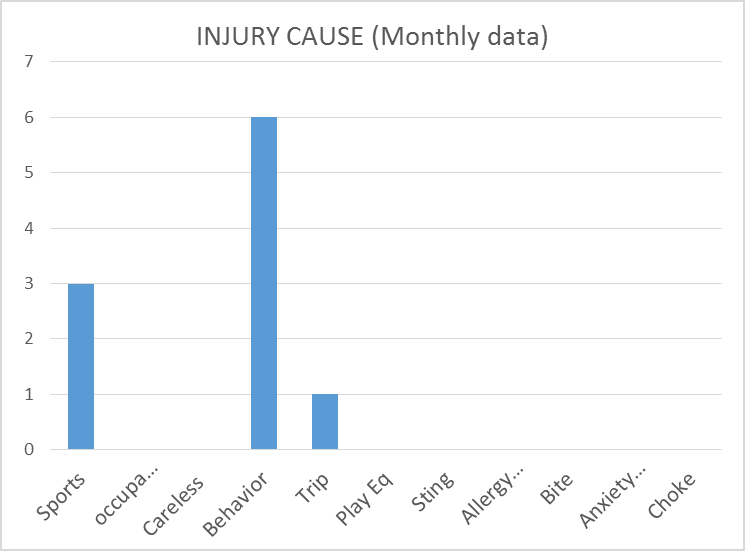 INJURY CAUSE (Monthly data)
7
6
5
4
3
2
1
0
Sports
occupa...
Careless
Behavior
Trip
Play Eq
Sting
Allergy...
Bite
Anxiety...
Choke